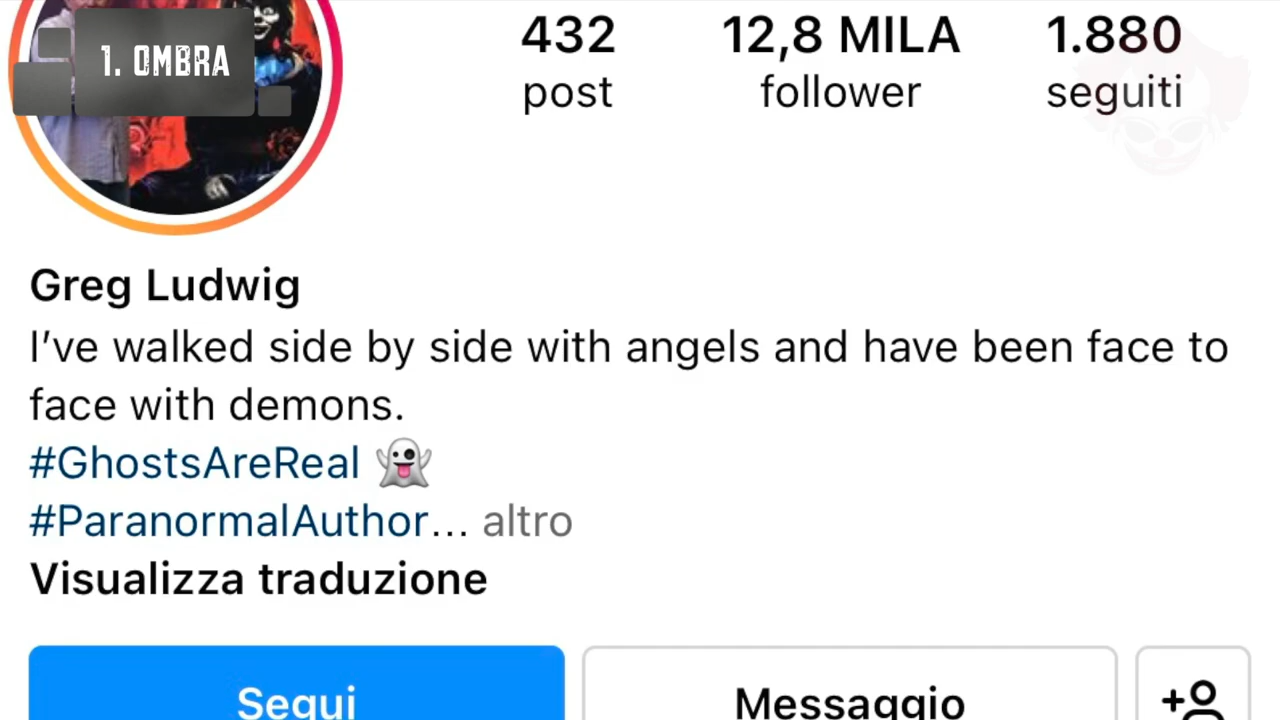 1. OMBRA
432 12,8 MILA 1.880
post follower seguiti
Greg Ludwig
I’ve walked side by side with angels and have been face to
face with demons.
#GhostsAreReal 👻
#ParanormalAuthor... altro
Visualizza traduzione
Segui Messaggio